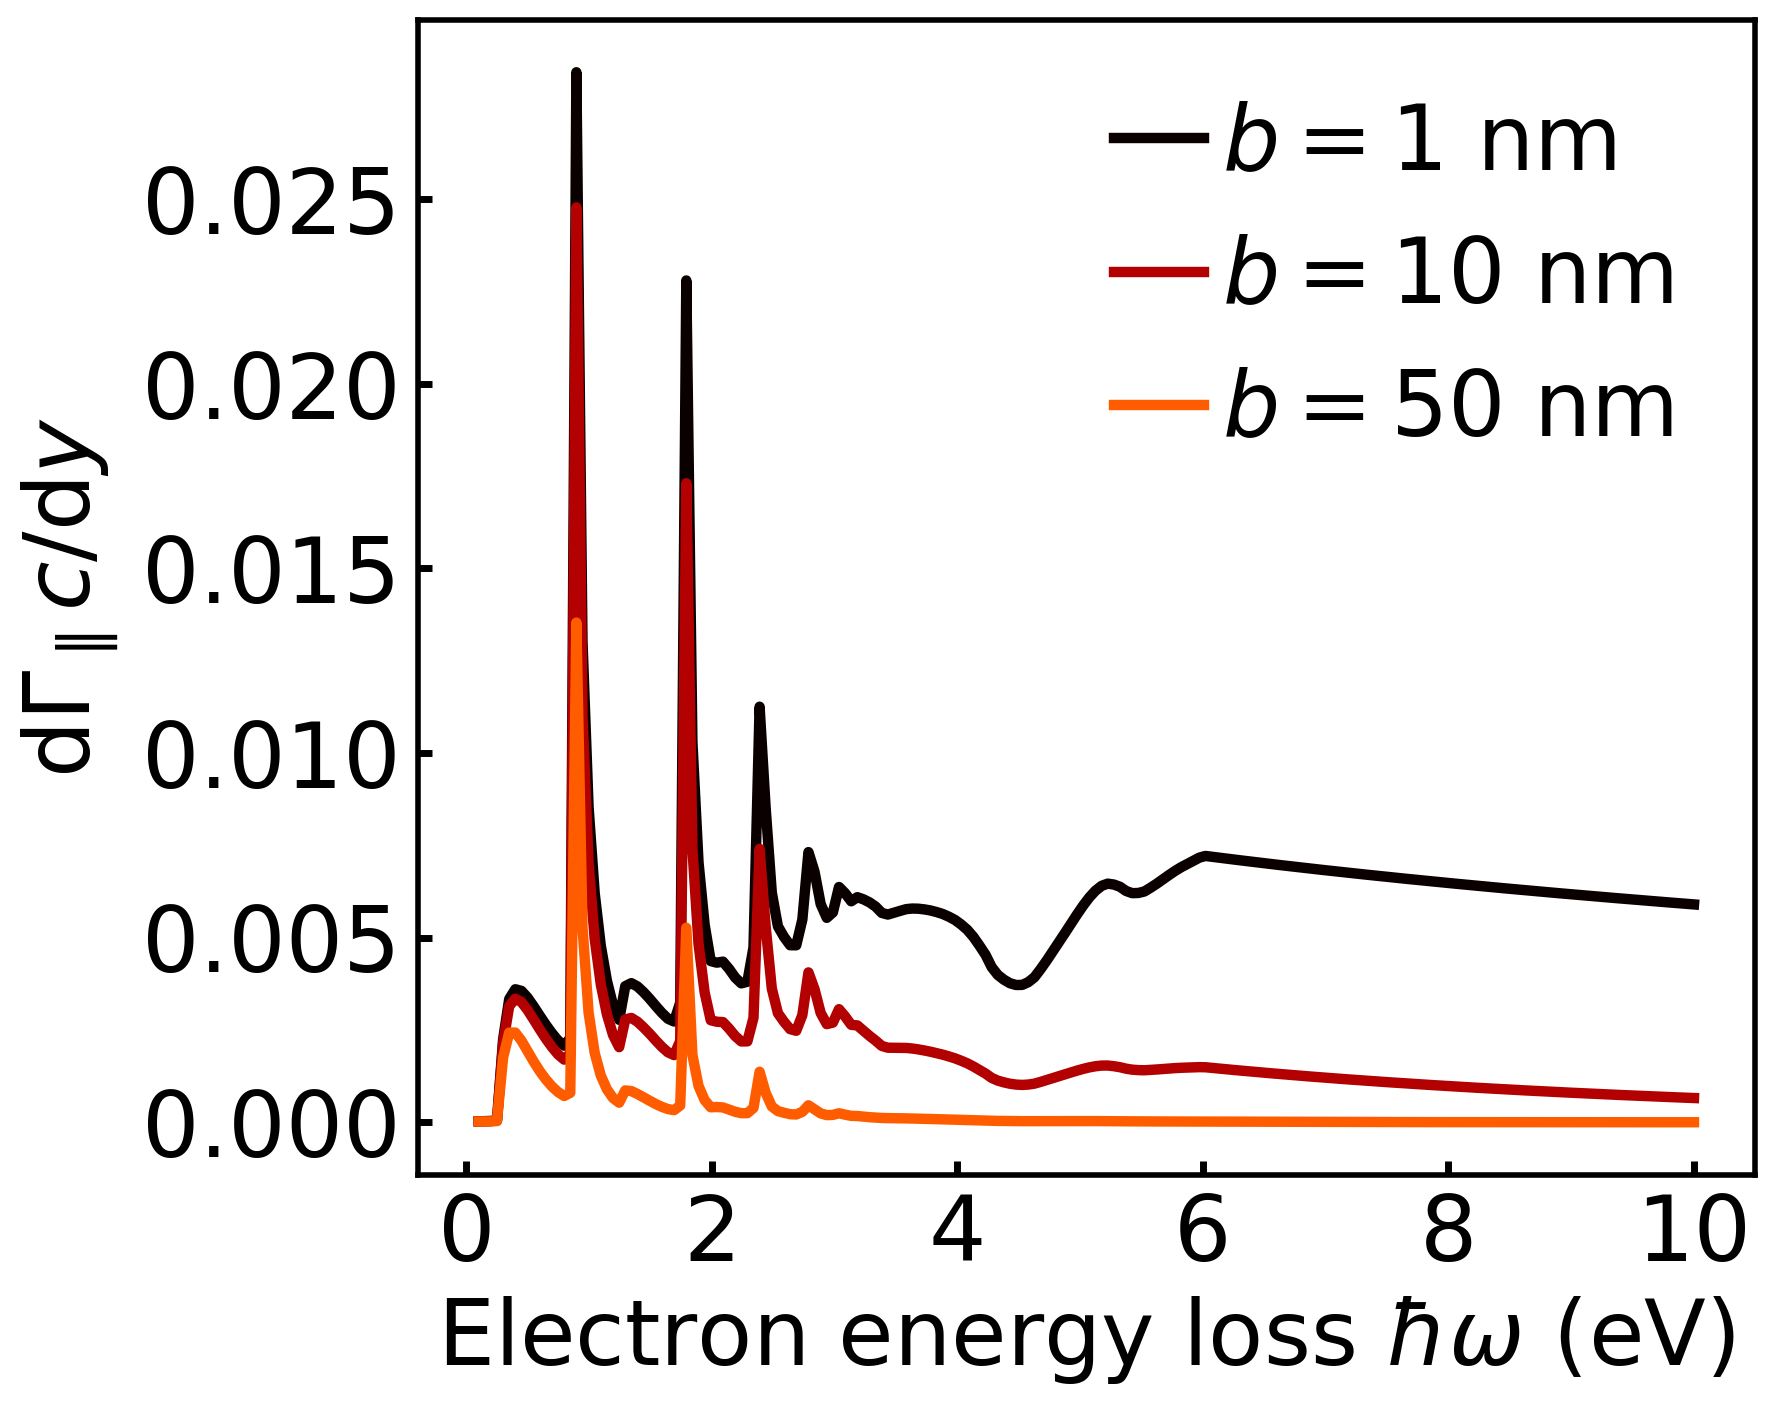 b = 1 nm
b = 10 nm
b = 50 nm
0.025
0.020
0.015
0.010
0.005
0.000
dΓ∥c/dy
0 2 4 6 8 10
Electron energy loss ℏω (eV)